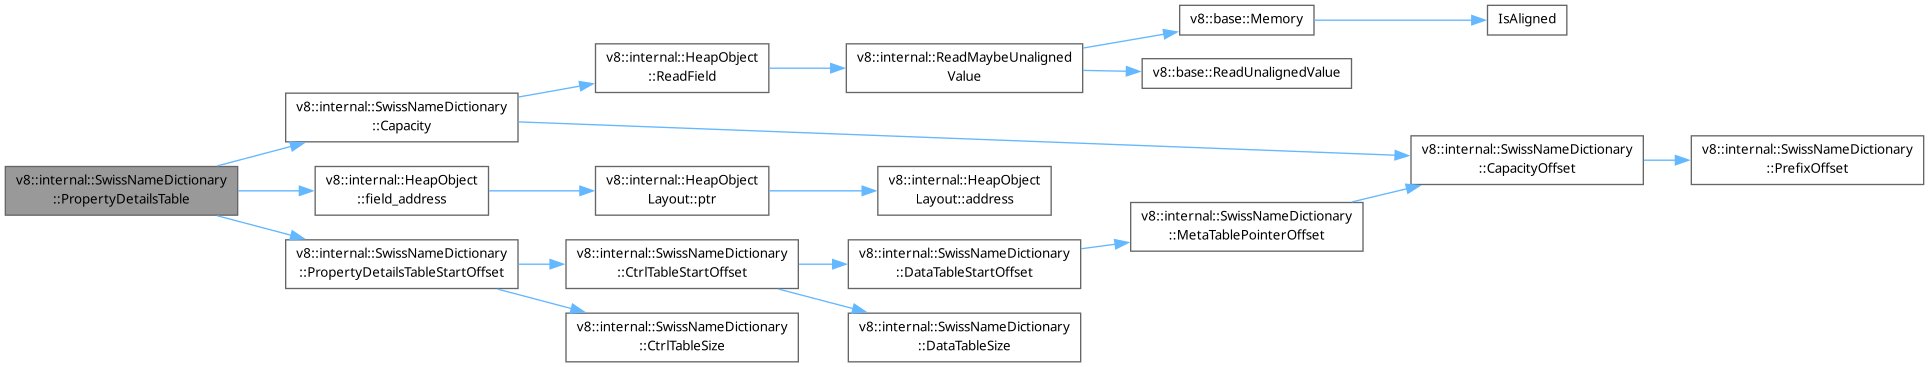 v8::base::Memory
IsAligned
v8::internal::HeapObject
::ReadField
v8::internal::ReadMaybeUnaligned
Value
v8::base::ReadUnalignedValue
v8::internal::SwissNameDictionary
::Capacity
v8::internal::SwissNameDictionary
::CapacityOffset
v8::internal::SwissNameDictionary
::PrefixOffset
v8::internal::SwissNameDictionary
::PropertyDetailsTable
v8::internal::HeapObject
::field_address
v8::internal::HeapObject
Layout::ptr
v8::internal::HeapObject
Layout::address
v8::internal::SwissNameDictionary
::MetaTablePointerOffset
v8::internal::SwissNameDictionary
::PropertyDetailsTableStartOffset
v8::internal::SwissNameDictionary
::CtrlTableStartOffset
v8::internal::SwissNameDictionary
::DataTableStartOffset
v8::internal::SwissNameDictionary
::CtrlTableSize
v8::internal::SwissNameDictionary
::DataTableSize